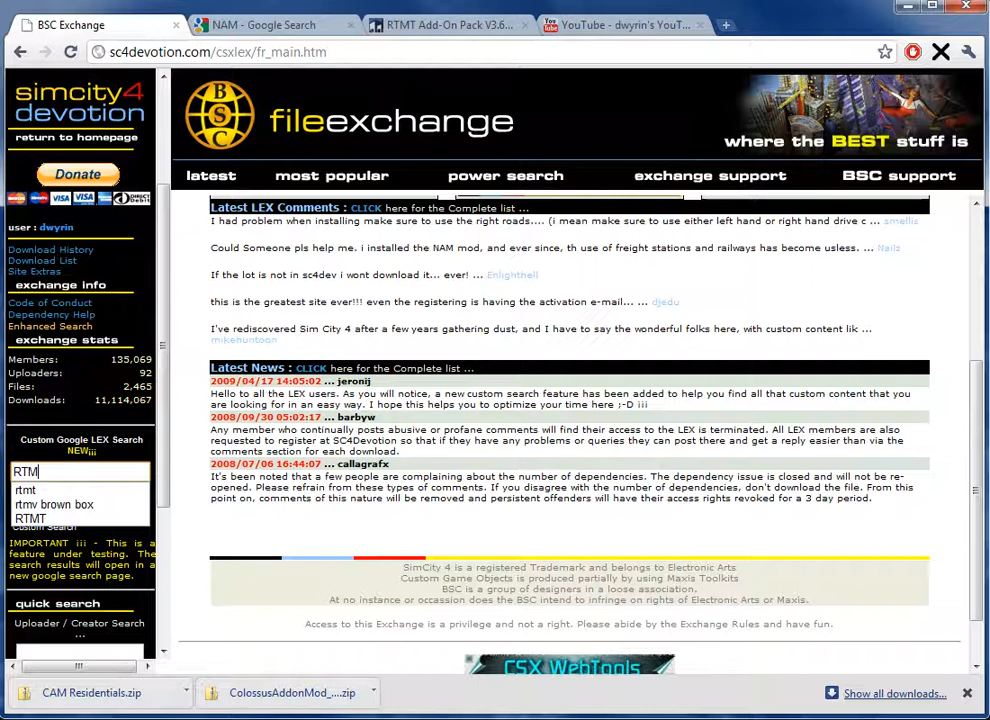 BSC Exchange
NAM - Google Search
RTMT Add-On Pack V3.6...
YouTube - dwyrin's YouT...
sc4devotion.com/csxlex/fr_main.htm
simcity4
devotion
return to homepage
Donate
user : dwyrin
Download History
Download List
Site Extras
exchange info
Code of Conduct
Dependency Help
Enhanced Search
exchange stats
Members: 135,069
Uploaders: 92
Files: 2,465
Downloads: 11,114,067
Custom Google LEX Search
NEW¡¡¡
RTM
rtmt
rtmv brown box
RTMT
Custom Search
IMPORTANT ¡¡¡ - This is a
feature under testing. The
search results will open in a
new google search page.
quick search
Uploader / Creator Search
...
BSC
fileexchange
where the BEST stuff is
latest most popular power search exchange support BSC support
Latest LEX Comments : CLICK here for the Complete list ...
I had problem when installing make sure to use the right roads.... (i mean make sure to use either left hand or right hand drive c ... smellis
Could Someone pls help me. i installed the NAM mod, and ever since, th use of freight stations and railways has become usless. ... Nailz
If the lot is not in sc4dev i wont download it... ever! ... Enlighthell
this is the greatest site ever!!! even the registering is having the activation e-mail... ... djedu
I've rediscovered Sim City 4 after a few years gathering dust, and I have to say the wonderful folks here, with custom content lik ...
mikehuntoon
Latest News : CLICK here for the Complete list ...
2009/04/17 14:05:02 ... jeronij
Hello to all the LEX users. As you will notice, a new custom search feature has been added to help you find all that custom content that you
are looking for in an easy way. I hope this helps you to optimize your time here ;-D ¡¡¡
2008/09/30 05:02:17 ... barbyw
Any member who continually posts abusive or profane comments will find their access to the LEX is terminated. All LEX members are also
requested to register at SC4Devotion so that if they have any problems or queries they can post there and get a reply easier than via the
comments section for each download.
2008/07/06 16:44:07 ... callagrafx
It's been noted that a few people are complaining about the number of dependencies. The dependency issue is closed and will not be re-
opened. Please refrain from these types of comments. If you disagree with the number of dependencies, don't download the file. From this
point on, comments of this nature will be removed and persistent offenders will have their access rights revoked for a 3 day period.
SimCity 4 is a registered Trademark and belongs to Electronic Arts
Custom Game Objects is produced partially by using Maxis Toolkits
BSC is a group of designers in a loose association.
At no instance or occassion does the BSC intend to infringe on rights of Electronic Arts or Maxis.
Access to this Exchange is a privilege and not a right. Please abide by the Exchange Rules and have fun.
CSX WebTools
CAM Residentials.zip
ColossusAddonMod_....zip
Show all downloads...